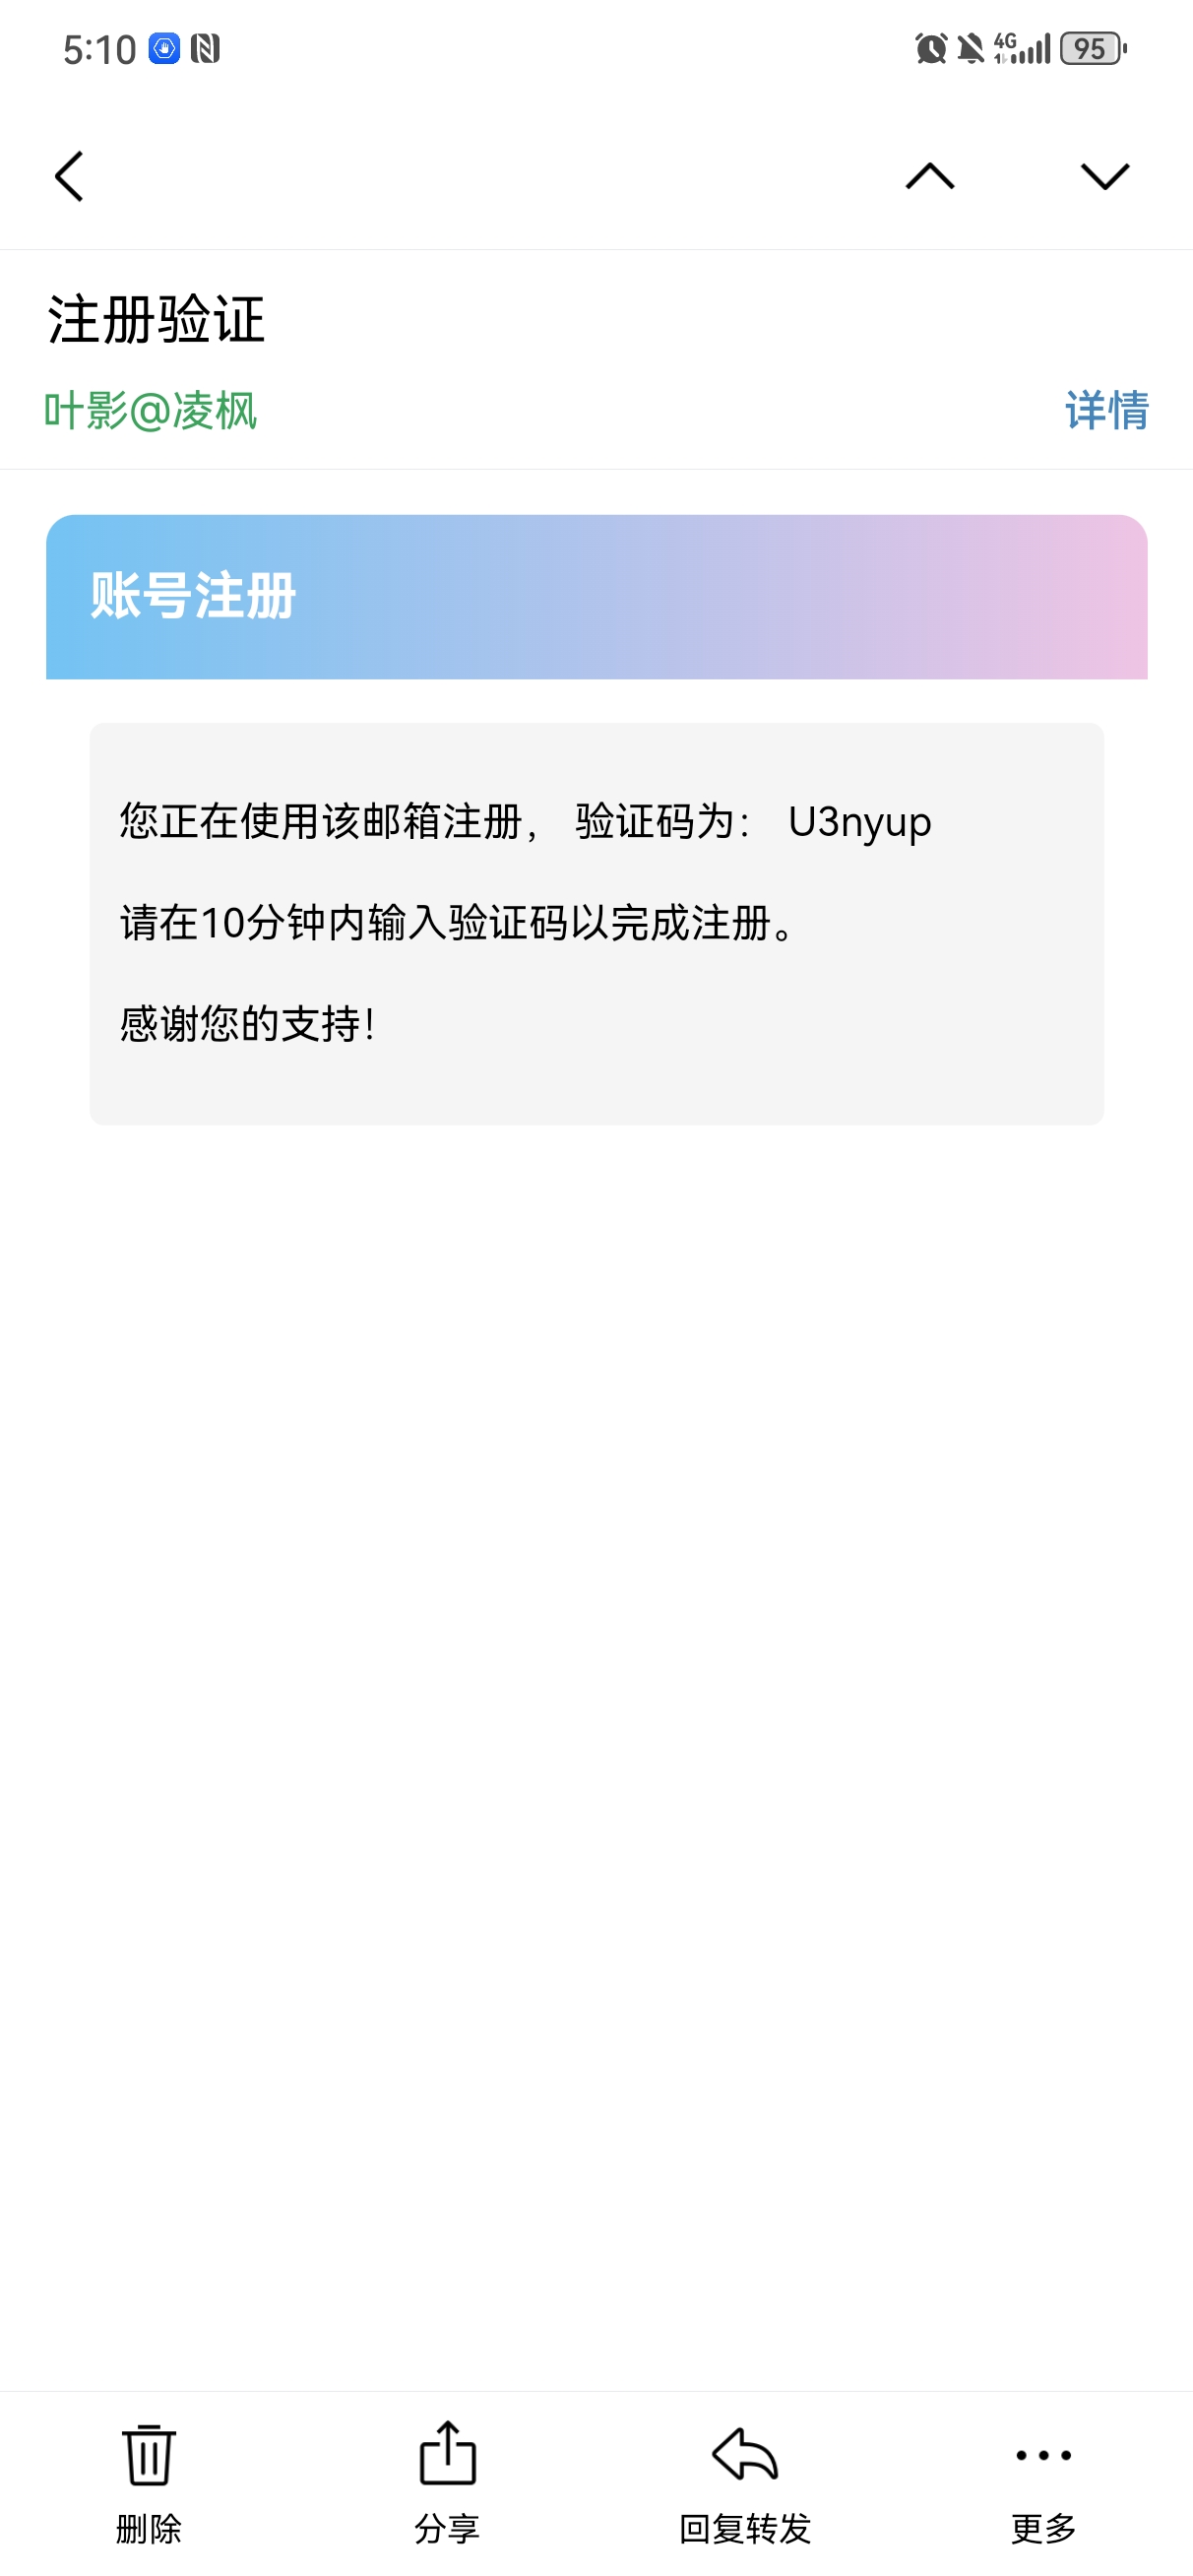 5:10 4G 95
注册验证
叶影@凌枫 详情
账号注册
您正在使用该邮箱注册， 验证码为： U3nyup
请在10分钟内输入验证码以完成注册。
感谢您的支持！
删除 分享 回复转发 更多